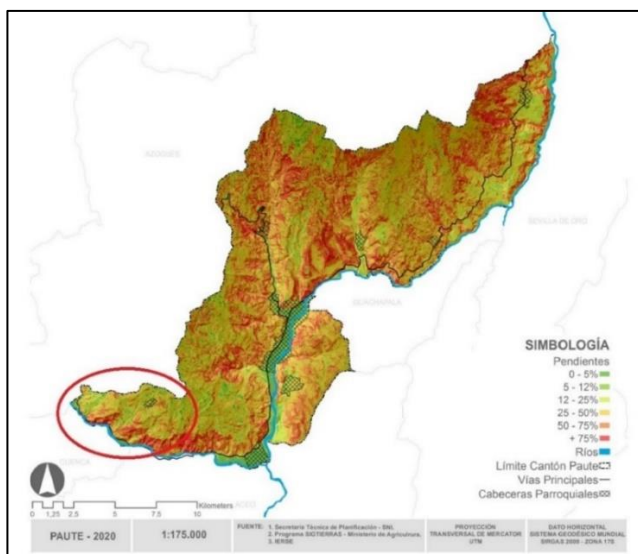 AZOGUES
SEVILLA DE ORO
GUACHAPALA
SIMBOLOGÍA
Pendientes
0 - 5%
5 - 12%
12 - 25%
25 - 50%
50 - 75%
+ 75%
Ríos
Límite Cantón Paute
Vías Principales
Cabeceras Parroquiales
CUENCA
Kilometers
0 1,25 2,5 5 7,5 10
PAUTE - 2020
1:175.000
FUENTE: 1. Secretaría Técnica de Planificación - SNI.
2. Programa SIGTIERRAS - Ministerio de Agricultura.
3. IERSE
PROYECCIÓN
TRANSVERSAL DE MERCATOR
UTM
DATO HORIZONTAL
SISTEMA GEODÉSICO MUNDIAL
SIRGAS 2000 - ZONA 17S